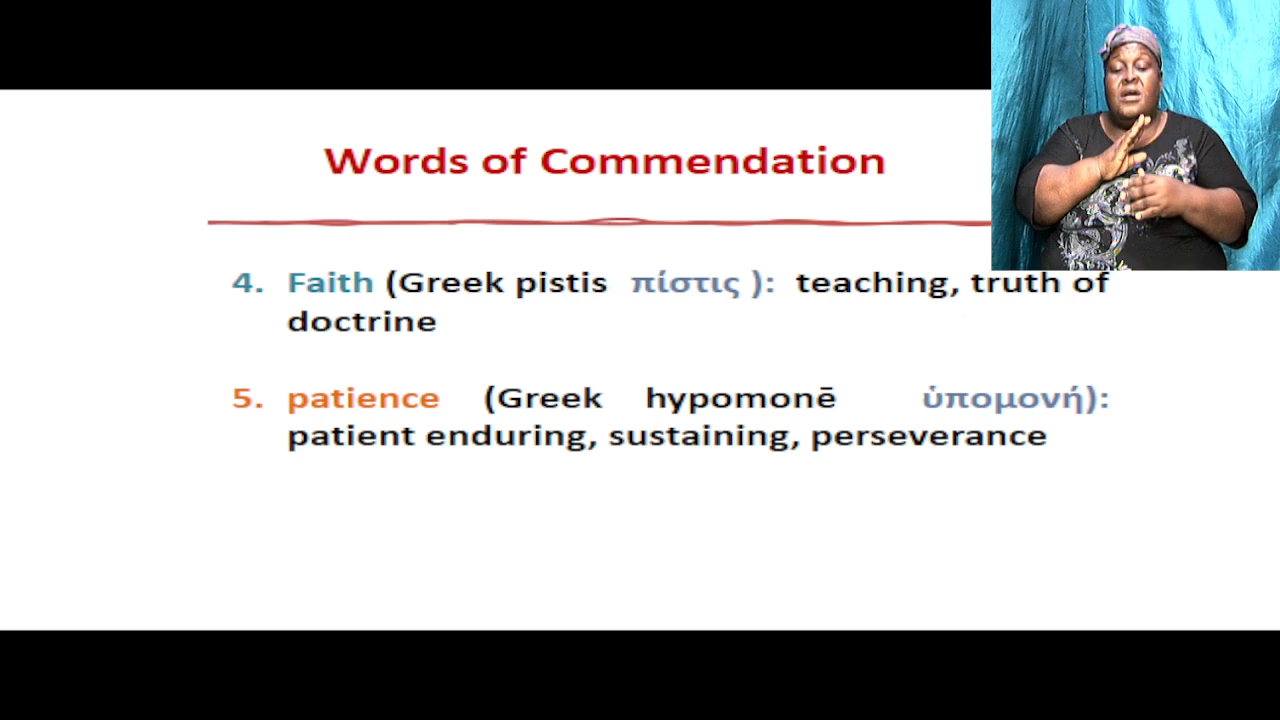 Words of Commendation
4. Faith (Greek pistis πίστις ): teaching, truth of
doctrine
5. patience (Greek hypomonē ὑπομονή):
patient enduring, sustaining, perseverance